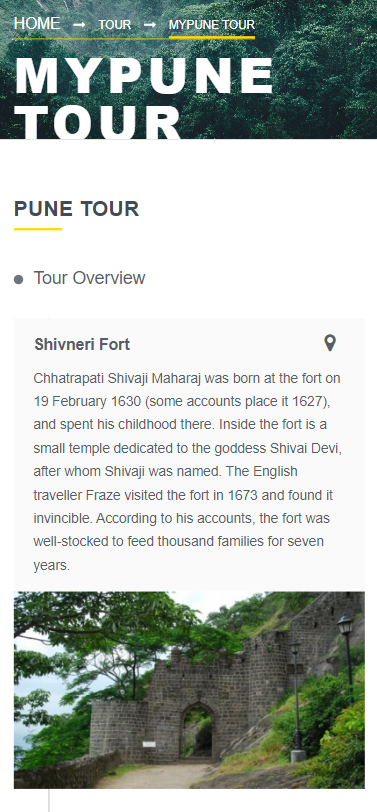 HOME → TOUR → MYPUNE TOUR
MYPUNE
TOUR
PUNE TOUR
Tour Overview
Shivneri Fort
Chhatrapati Shivaji Maharaj was born at the fort on
19 February 1630 (some accounts place it 1627),
and spent his childhood there. Inside the fort is a
small temple dedicated to the goddess Shivai Devi,
after whom Shivaji was named. The English
traveller Fraze visited the fort in 1673 and found it
invincible. According to his accounts, the fort was
well-stocked to feed thousand families for seven
years.